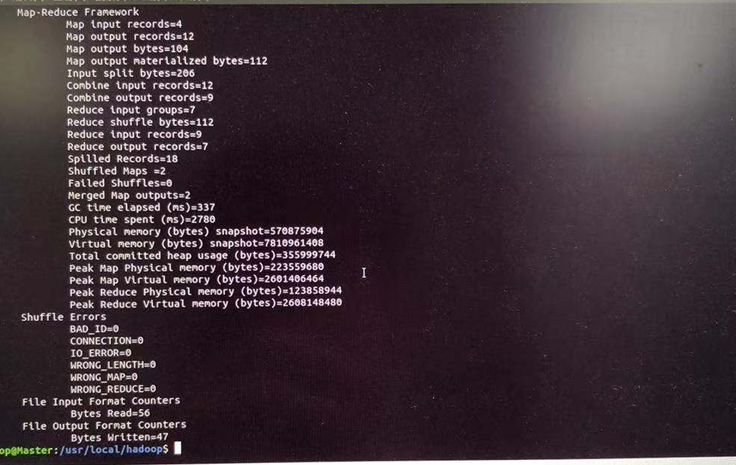 Map-Reduce Framework
Map input records=4
Map output records=12
Map output bytes=104
Map output materialized bytes=112
Input split bytes=206
Combine input records=12
Combine output records=9
Reduce input groups=7
Reduce shuffle bytes=112
Reduce input records=9
Reduce output records=7
Spilled Records=18
Shuffled Maps =2
Failed Shuffles=0
Merged Map outputs=2
GC time elapsed (ms)=337
CPU time spent (ms)=2780
Physical memory (bytes) snapshot=570875904
Virtual memory (bytes) snapshot=7810961408
Total committed heap usage (bytes)=355999744
Peak Map Physical memory (bytes)=223559680
Peak Map Virtual memory (bytes)=2601406464
Peak Reduce Physical memory (bytes)=123858944
Peak Reduce Virtual memory (bytes)=2608148480
Shuffle Errors
BAD_ID=0
CONNECTION=0
IO_ERROR=0
WRONG_LENGTH=0
WRONG_MAP=0
WRONG_REDUCE=0
File Input Format Counters
Bytes Read=56
File Output Format Counters
Bytes Written=47
op@Master:/usr/local/hadoop$